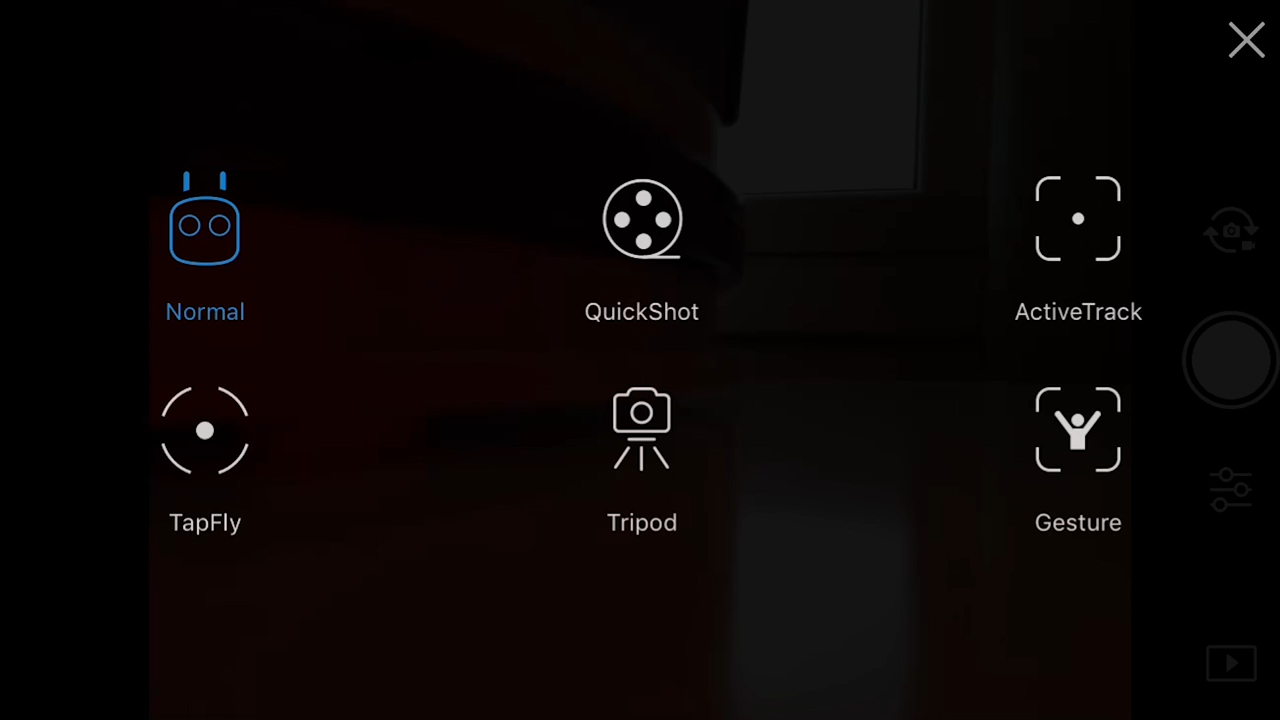 Normal
QuickShot
ActiveTrack
TapFly
Tripod
Gesture